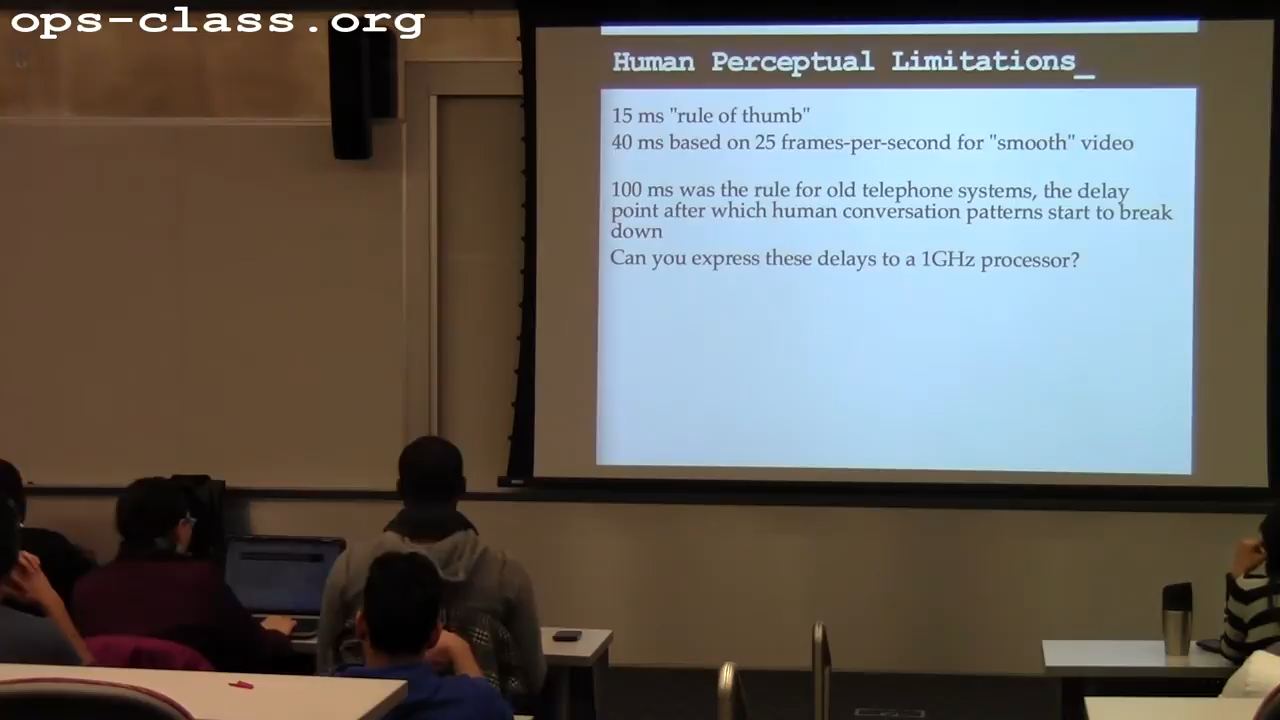 ops-class.org
Human Perceptual Limitations_
15 ms "rule of thumb"
40 ms based on 25 frames-per-second for "smooth" video
100 ms was the rule for old telephone systems, the delay
point after which human conversation patterns start to break
down
Can you express these delays to a 1GHz processor?